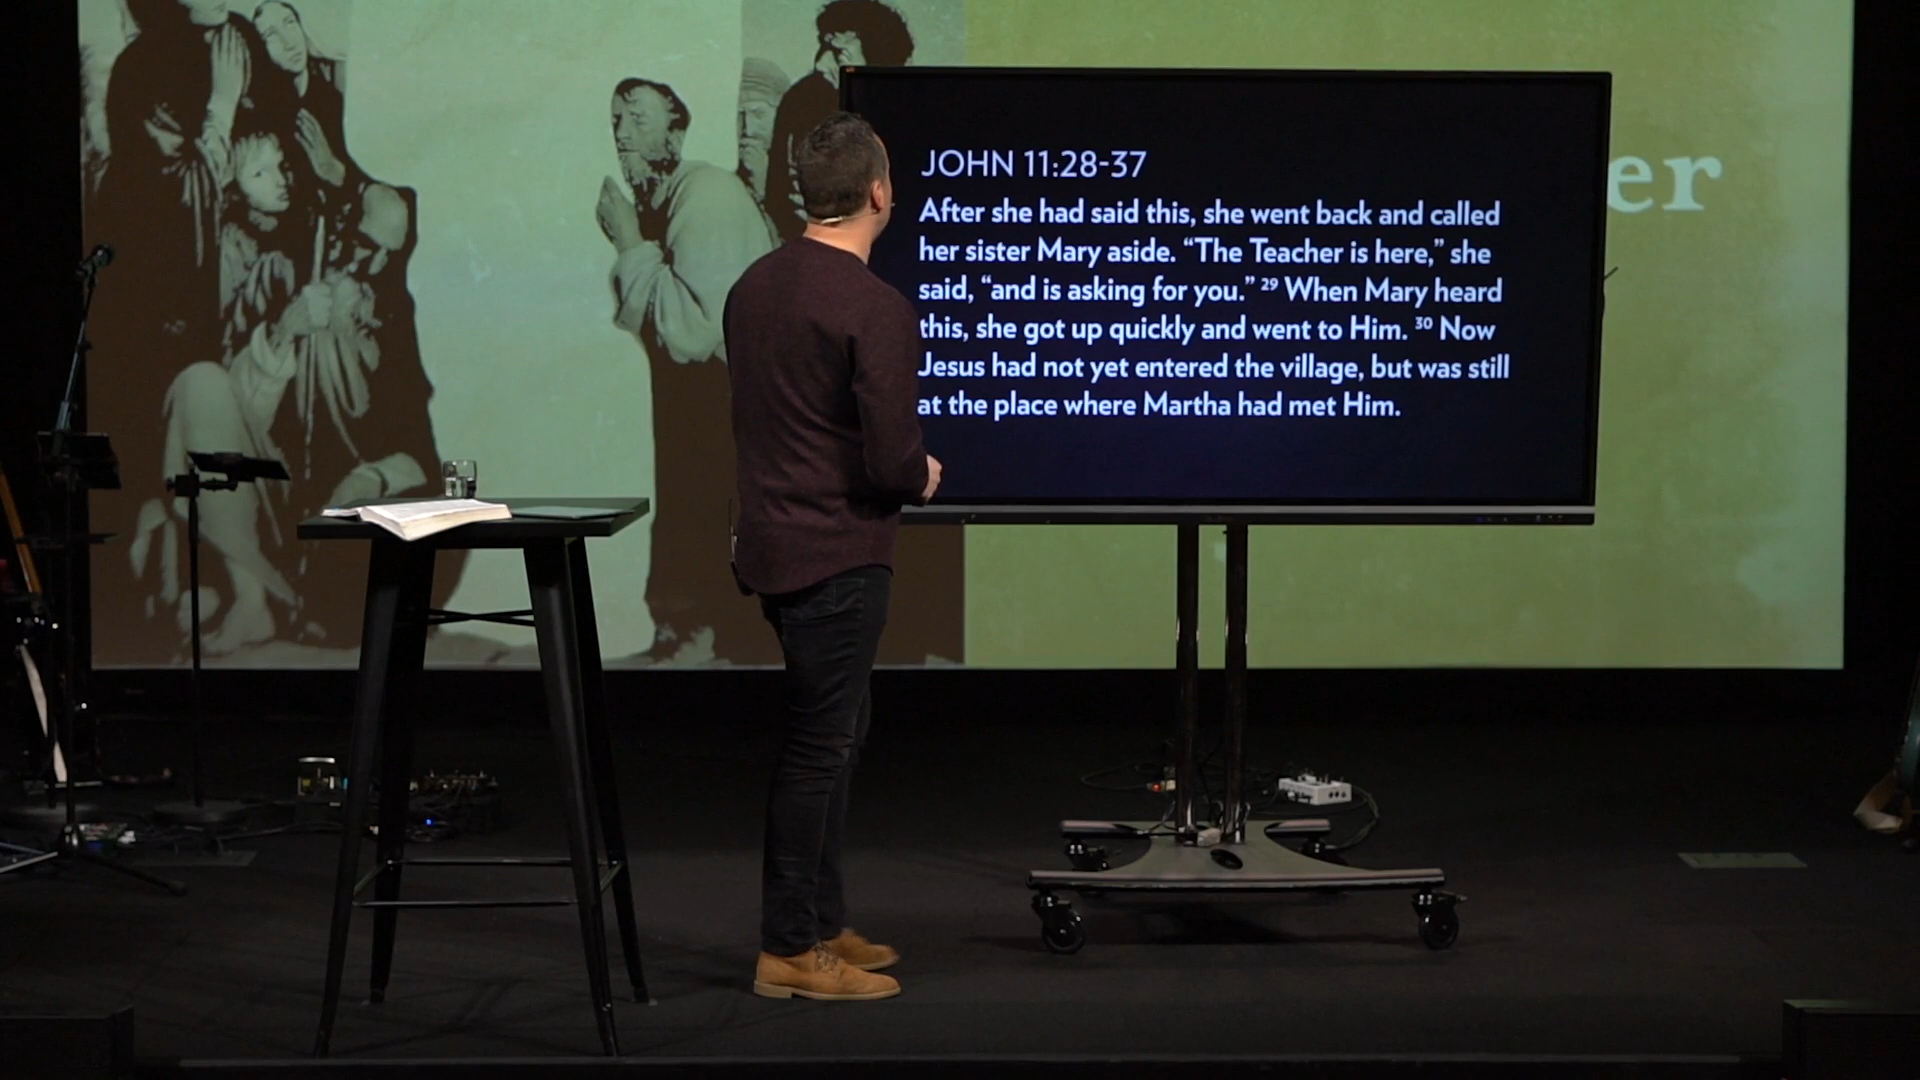 JOHN 11:28-37
After she had said this, she went back and called
her sister Mary aside. “The Teacher is here,” she
said, “and is asking for you.” ²⁹ When Mary heard
this, she got up quickly and went to Him. ³⁰ Now
Jesus had not yet entered the village, but was still
at the place where Martha had met Him.
er